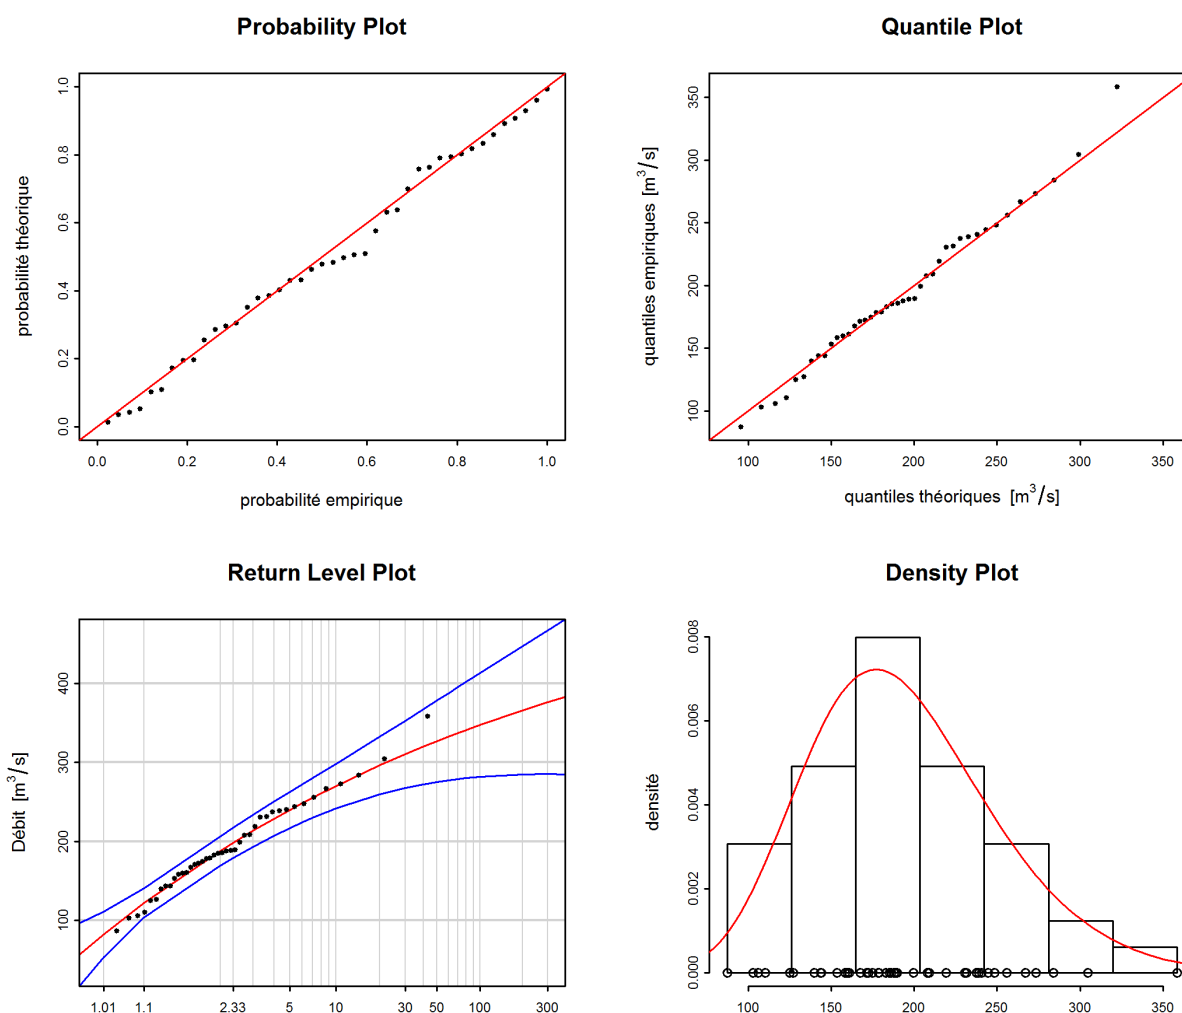 Probability Plot
probabilité théorique
0.0 0.2 0.4 0.6 0.8 1.0
0.0 0.2 0.4 0.6 0.8 1.0
probabilité empirique
Quantile Plot
quantiles empiriques [m³/s]
100 150 200 250 300 350
100 150 200 250 300 350
quantiles théoriques [m³/s]
Return Level Plot
Débit [m³/s]
100 200 300 400
1.01 1.1 2.33 5 10 30 50 100 300
Density Plot
densité
0.000 0.002 0.004 0.006 0.008
100 150 200 250 300 350